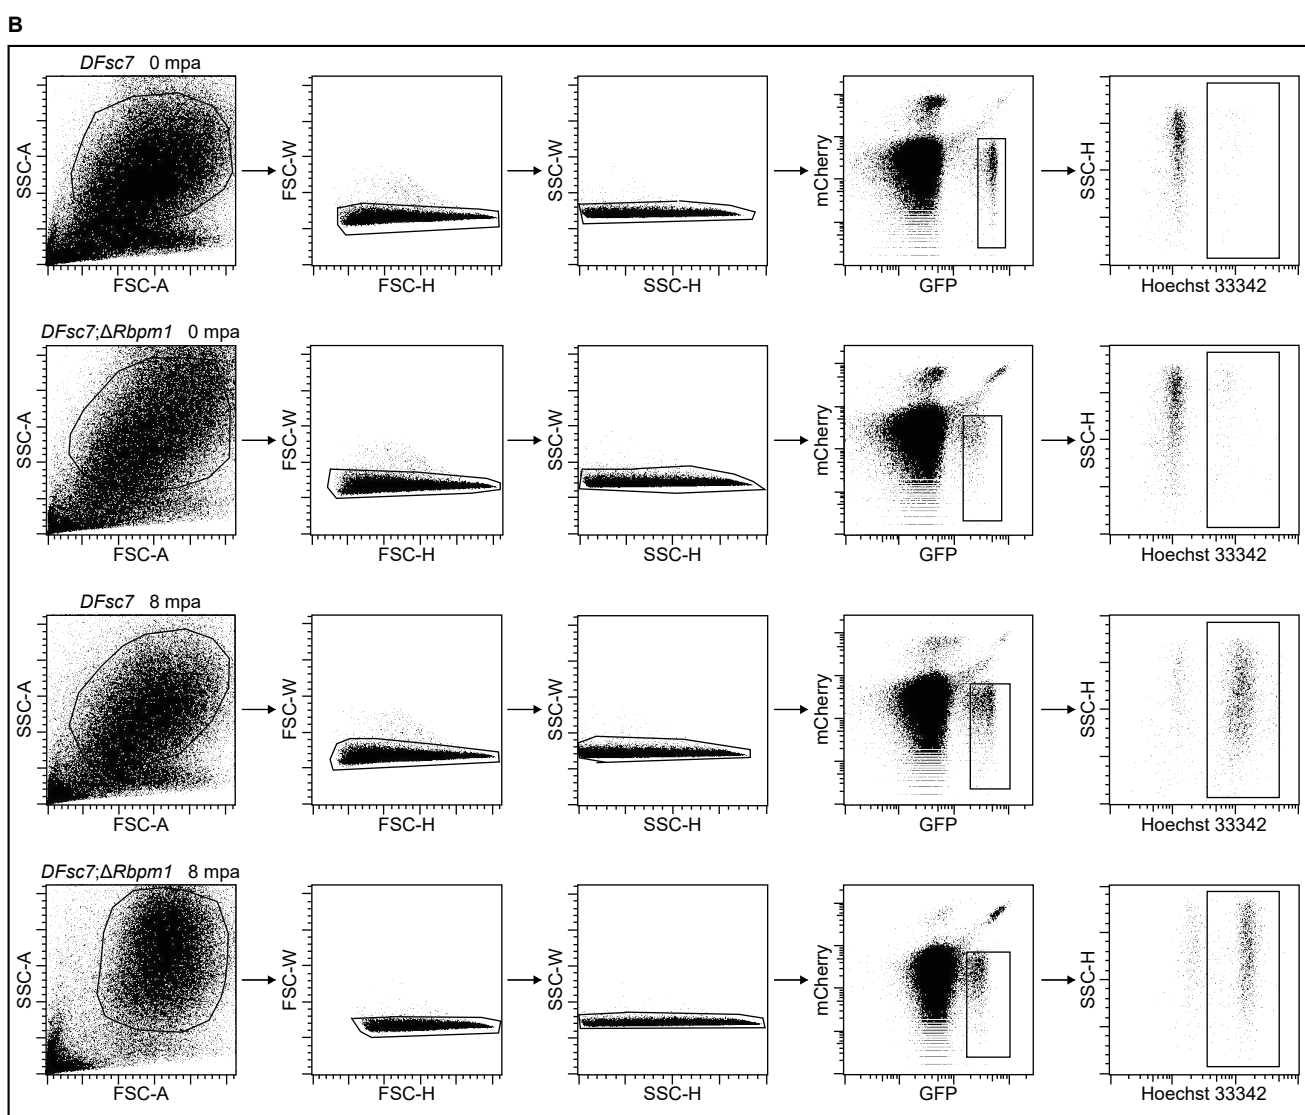 B
DFsc7 0 mpa
SSC-A
FSC-A
FSC-W
FSC-H
SSC-W
SSC-H
mCherry
GFP
SSC-H
Hoechst 33342
DFsc7;ΔRbpm1 0 mpa
SSC-A
FSC-A
FSC-W
FSC-H
SSC-W
SSC-H
mCherry
GFP
SSC-H
Hoechst 33342
DFsc7 8 mpa
SSC-A
FSC-A
FSC-W
FSC-H
SSC-W
SSC-H
mCherry
GFP
SSC-H
Hoechst 33342
DFsc7;ΔRbpm1 8 mpa
SSC-A
FSC-A
FSC-W
FSC-H
SSC-W
SSC-H
mCherry
GFP
SSC-H
Hoechst 33342